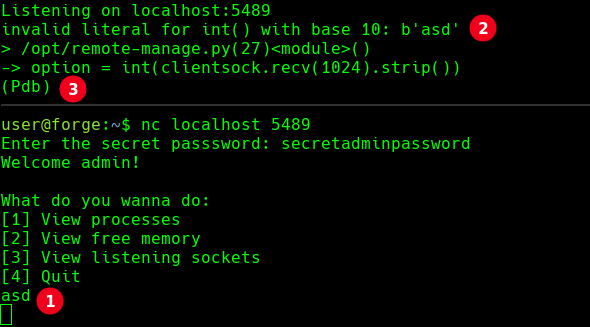 Listening on localhost:5489
invalid literal for int() with base 10: b'asd' 2
> /opt/remote-manage.py(27)<module>()
-> option = int(clientsock.recv(1024).strip())
(Pdb) 3
user@forge:~$ nc localhost 5489
Enter the secret passsword: secretadminpassword
Welcome admin!
What do you wanna do:
[1] View processes
[2] View free memory
[3] View listening sockets
[4] Quit
asd 1